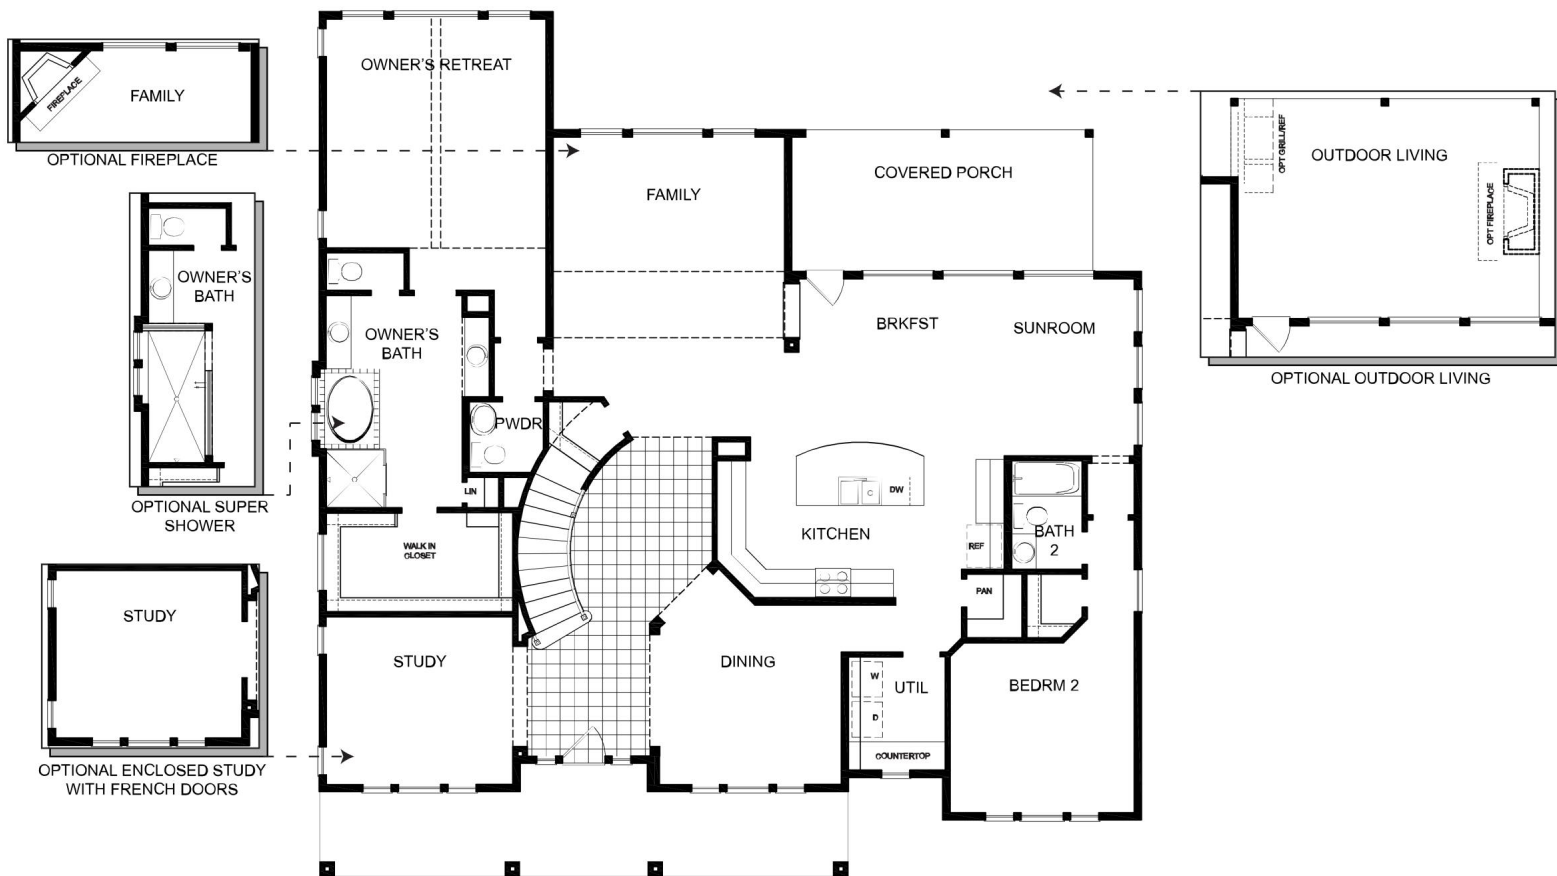 OWNER'S RETREAT
FIREPLACE
FAMILY
OPTIONAL FIREPLACE
FAMILY
COVERED PORCH
OPT GRILL/REF
OUTDOOR LIVING
OPT FIREPLACE
OPTIONAL OUTDOOR LIVING
OWNER'S
BATH
OPTIONAL SUPER
SHOWER
OWNER'S
BATH
BRKFST
SUNROOM
PWDR
LIN
WALK IN
CLOSET
DW
KITCHEN
REF
BATH
2
PAN
STUDY
OPTIONAL ENCLOSED STUDY
WITH FRENCH DOORS
STUDY
DINING
W
D
UTIL
COUNTERTOP
BEDRM 2